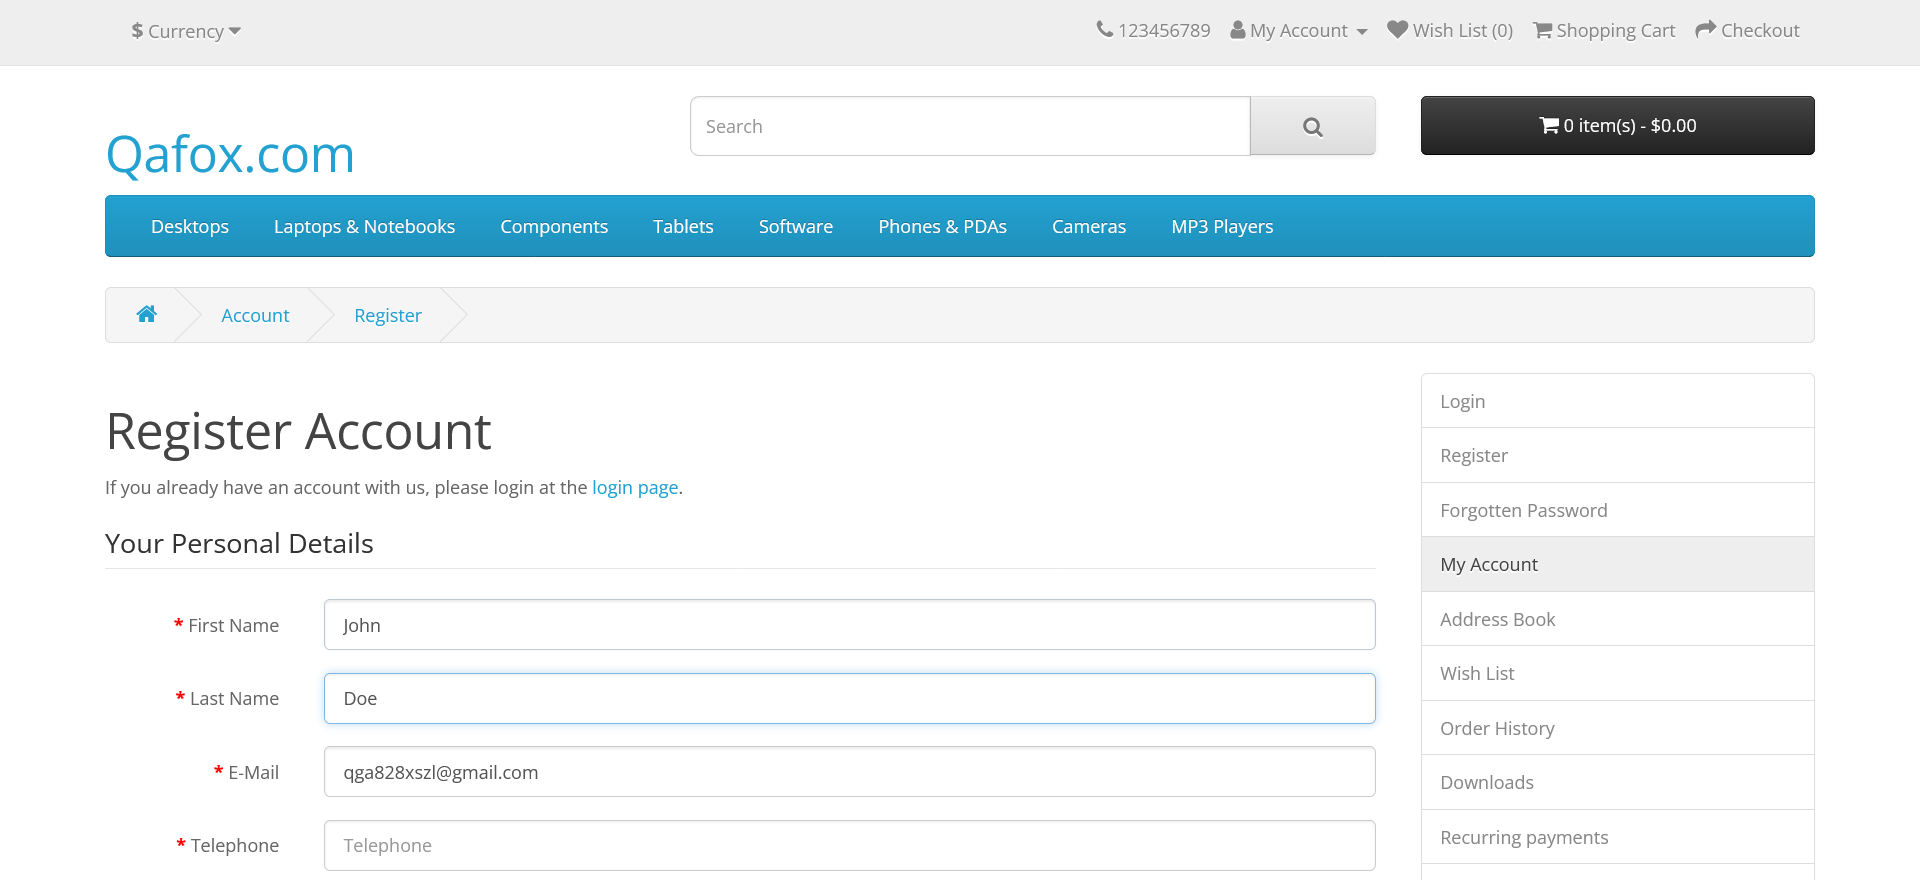 $ Currency
123456789 My Account Wish List (0) Shopping Cart Checkout
Qafox.com
Search
0 item(s) - $0.00
Desktops Laptops & Notebooks Components Tablets Software Phones & PDAs Cameras MP3 Players
Account Register
Register Account
If you already have an account with us, please login at the login page.
Your Personal Details
* First Name John
* Last Name Doe
* E-Mail qga828xszl@gmail.com
* Telephone Telephone
Login
Register
Forgotten Password
My Account
Address Book
Wish List
Order History
Downloads
Recurring payments